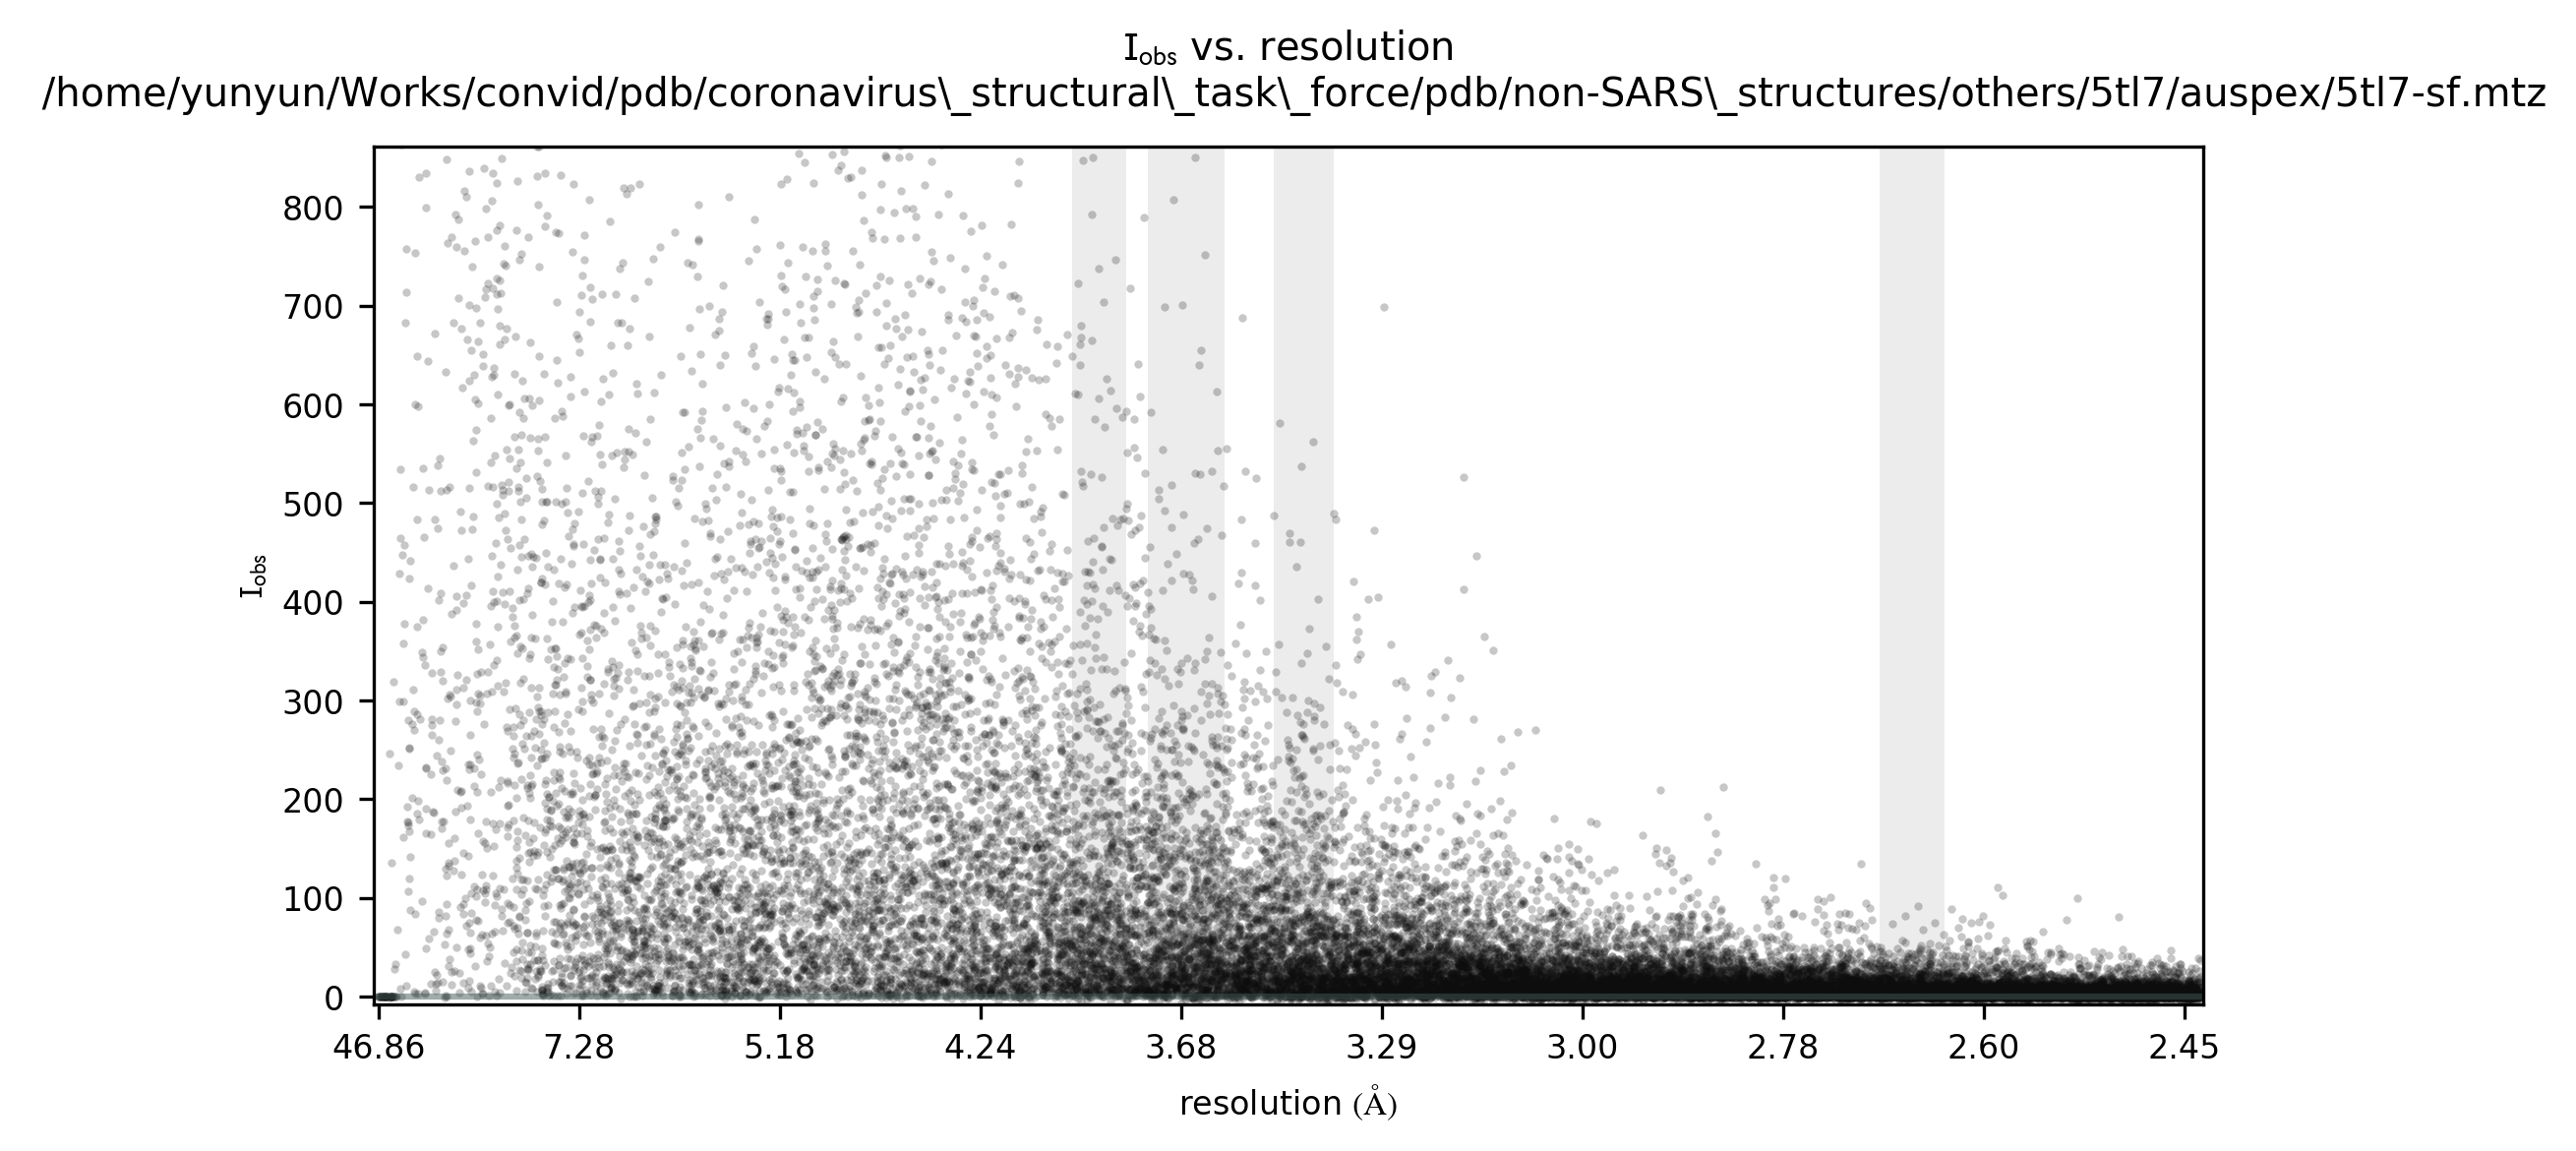 I_obs vs. resolution
/home/yunyun/Works/convid/pdb/coronavirus\_structural\_task\_force/pdb/non-SARS\_structures/others/5tl7/auspex/5tl7-sf.mtz
800
700
600
500
400
300
200
100
0
I_obs
46.86 7.28 5.18 4.24 3.68 3.29 3.00 2.78 2.60 2.45
resolution (Å)